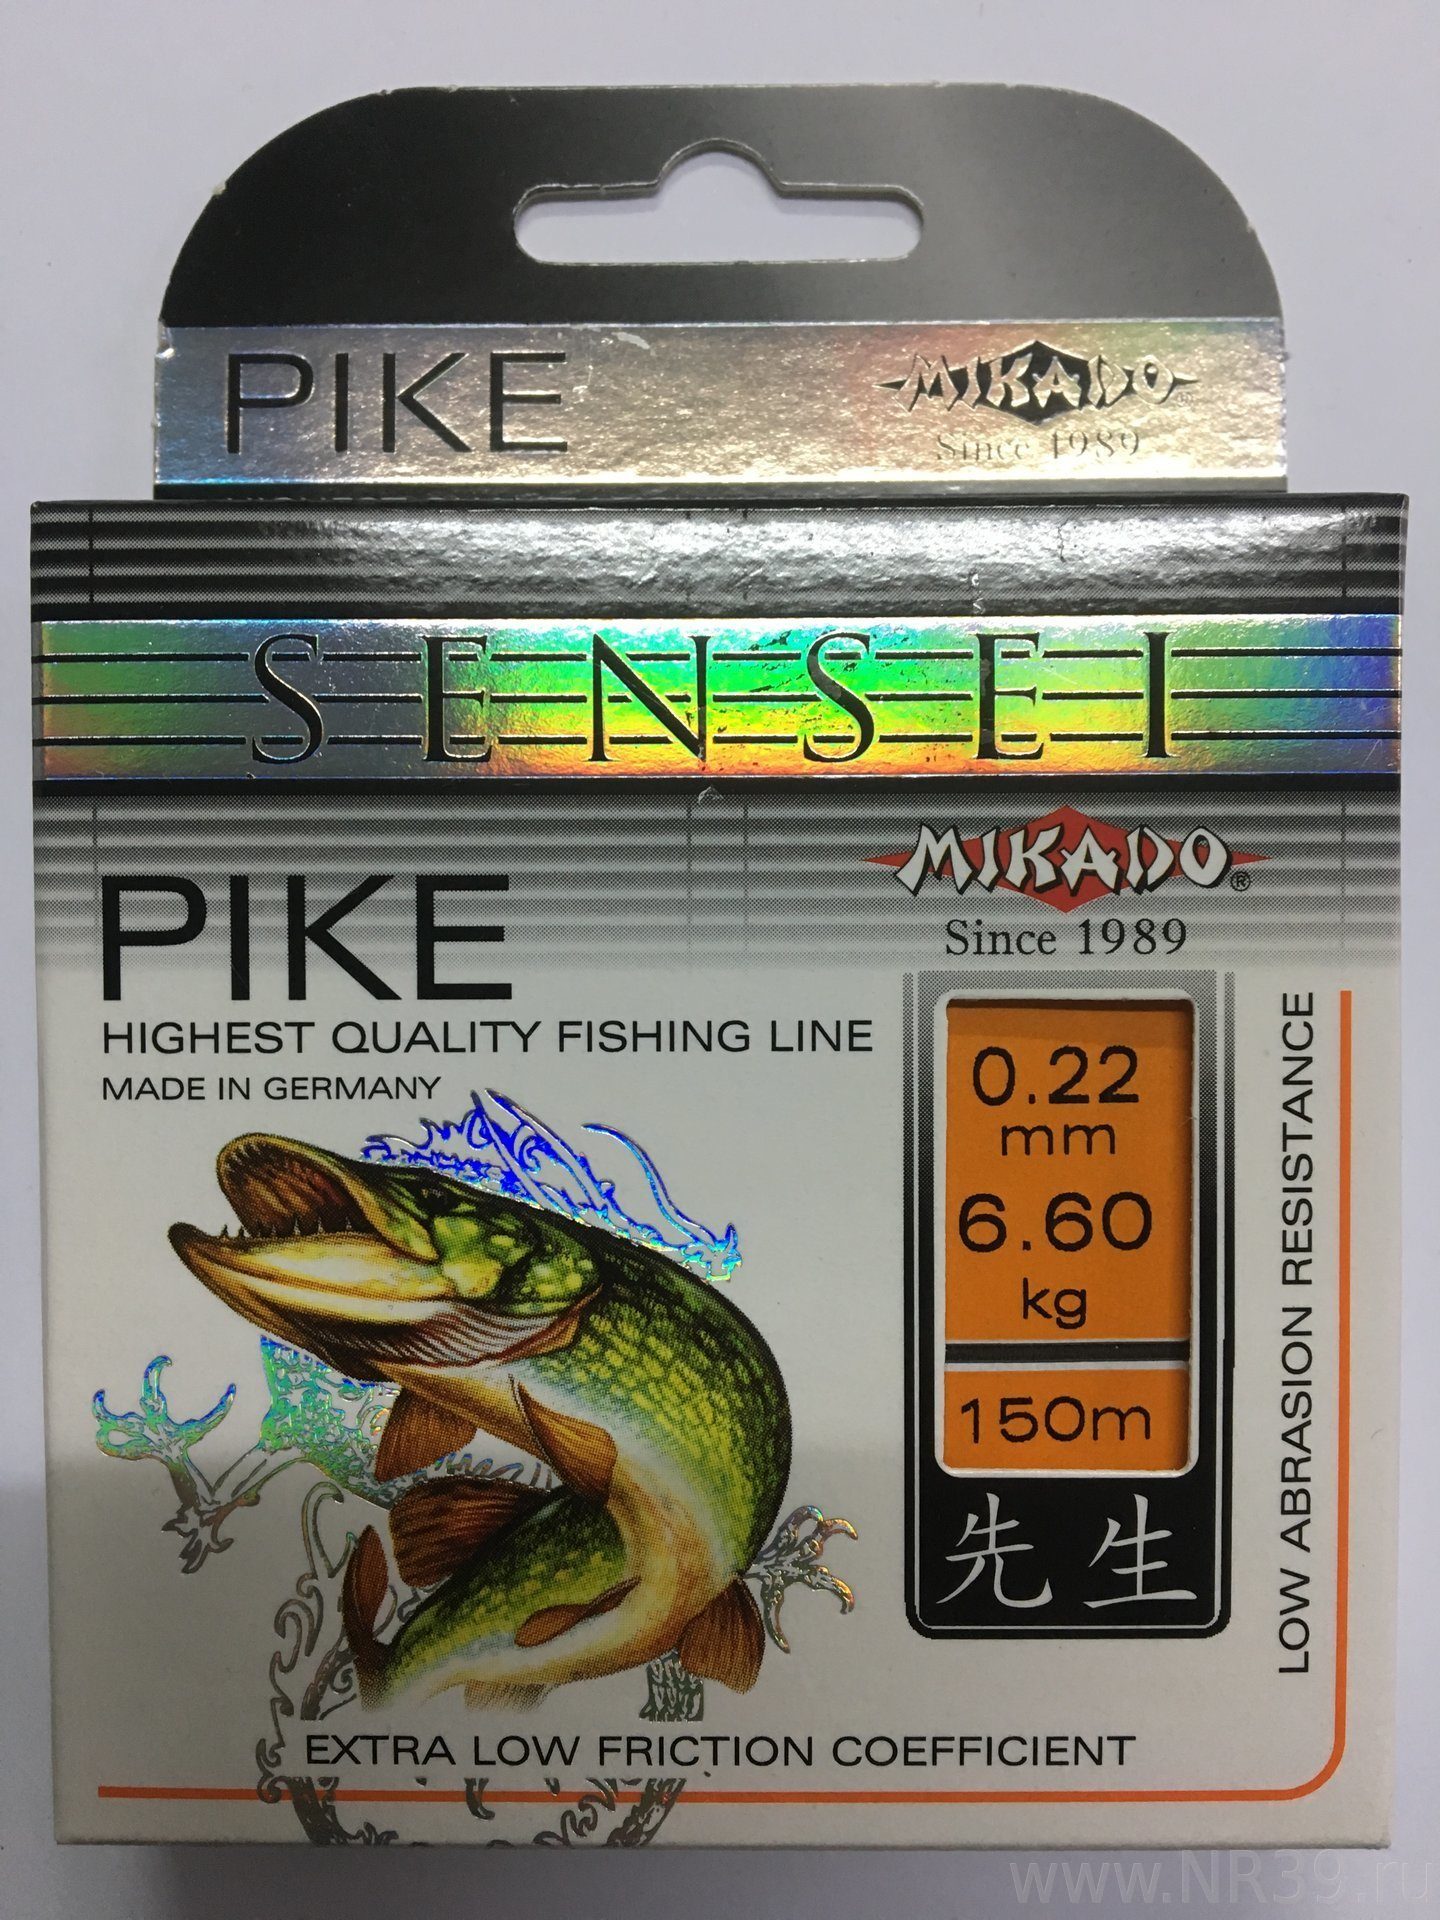 PIKE
MIKADO
Since 1989
SENSEI
MIKADO®
Since 1989
PIKE
HIGHEST QUALITY FISHING LINE
MADE IN GERMANY
0.22
mm
6.60
kg
150m
先生
LOW ABRASION RESISTANCE
EXTRA LOW FRICTION COEFFICIENT
www.NR39.ru